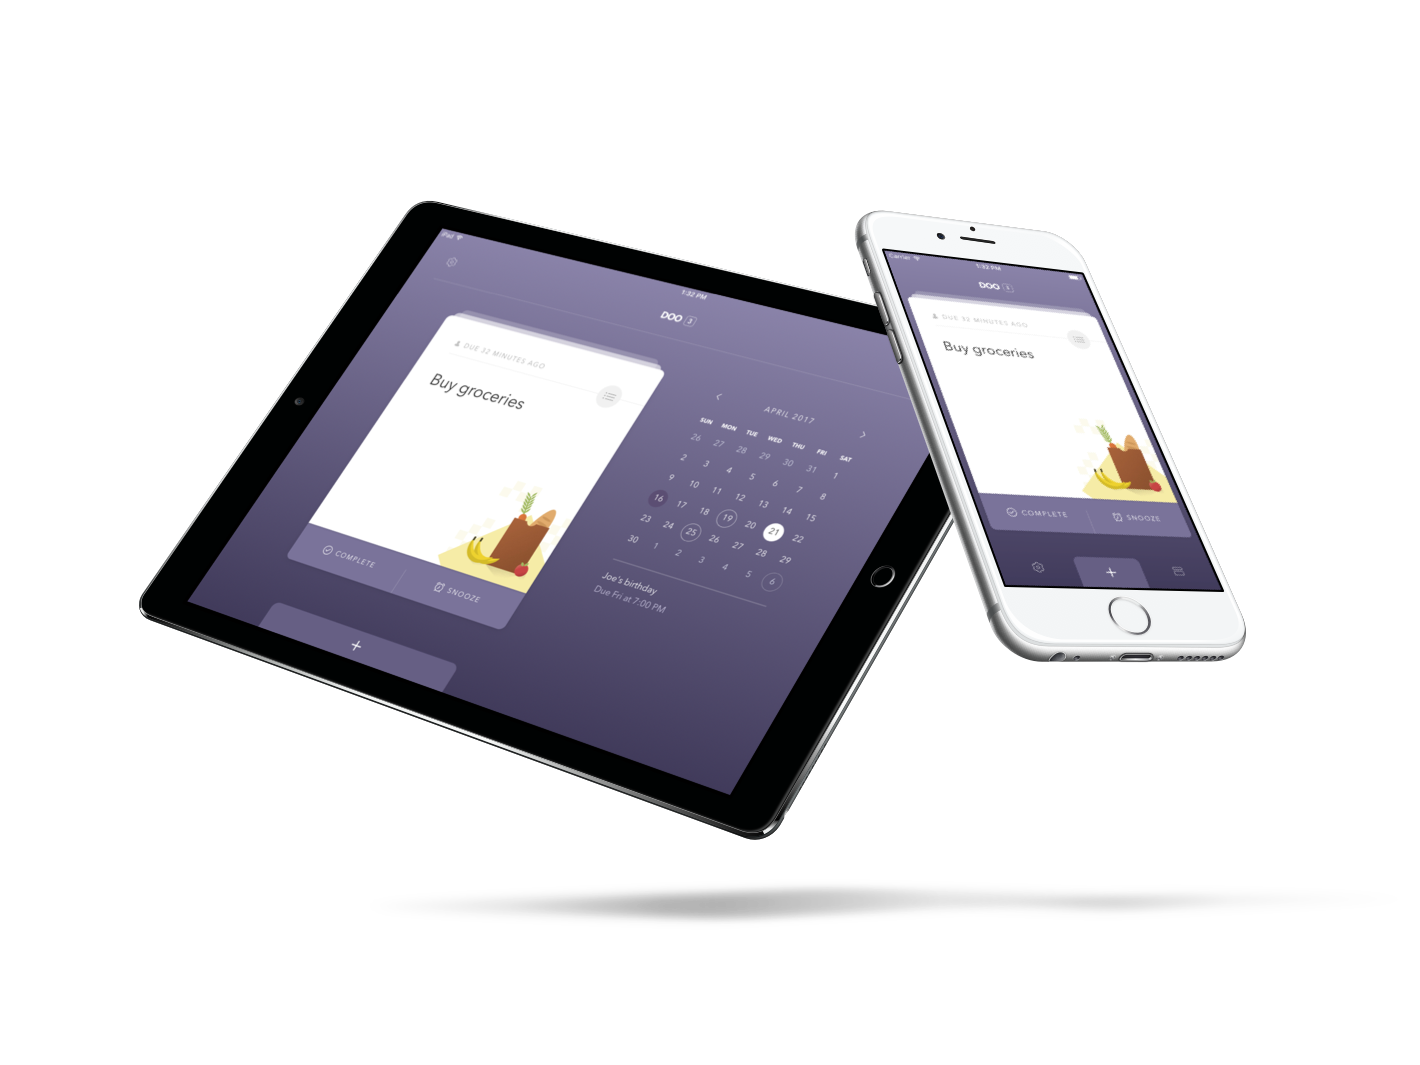 iPad
1:32 PM
DOO 3
DUE 32 MINUTES AGO
Buy groceries
COMPLETE
SNOOZE
+
APRIL 2017
SUN MON TUE WED THU FRI SAT
26 27 28 29 30 31 1
2 3 4 5 6 7 8
9 10 11 12 13 14 15
16 17 18 19 20 21 22
23 24 25 26 27 28 29
30 1 2 3 4 5 6
Joe's birthday
Due Fri at 7:00 PM
Carrier
1:32 PM
DOO 3
DUE 32 MINUTES AGO
Buy groceries
COMPLETE
SNOOZE
+